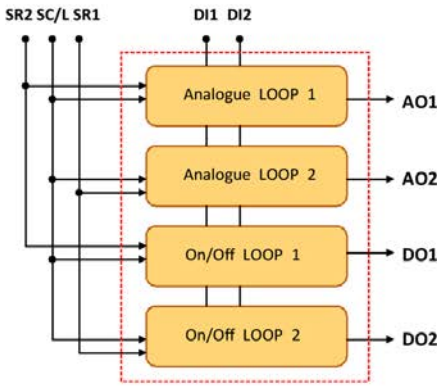 SR2 SC/L SR1 DI1 DI2
Analogue LOOP 1 AO1
Analogue LOOP 2 AO2
On/Off LOOP 1 DO1
On/Off LOOP 2 DO2